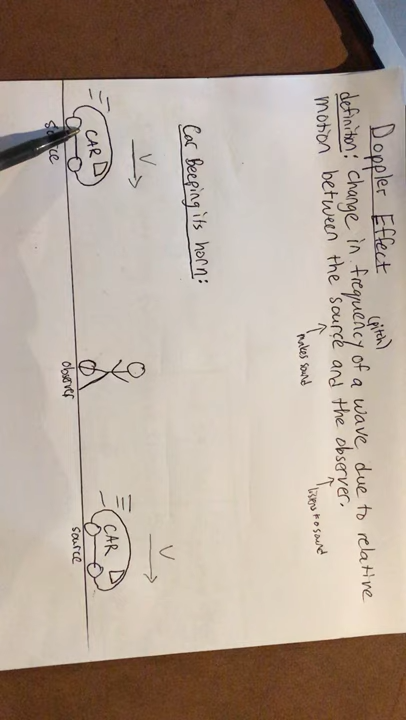 Doppler Effect
(pitch)
definition: change in frequency of a wave due to relative
motion between the source and the observer.
makes sound
listens to sound
Car Beeping its horn:
V
V
CAR
CAR
source
observer
source